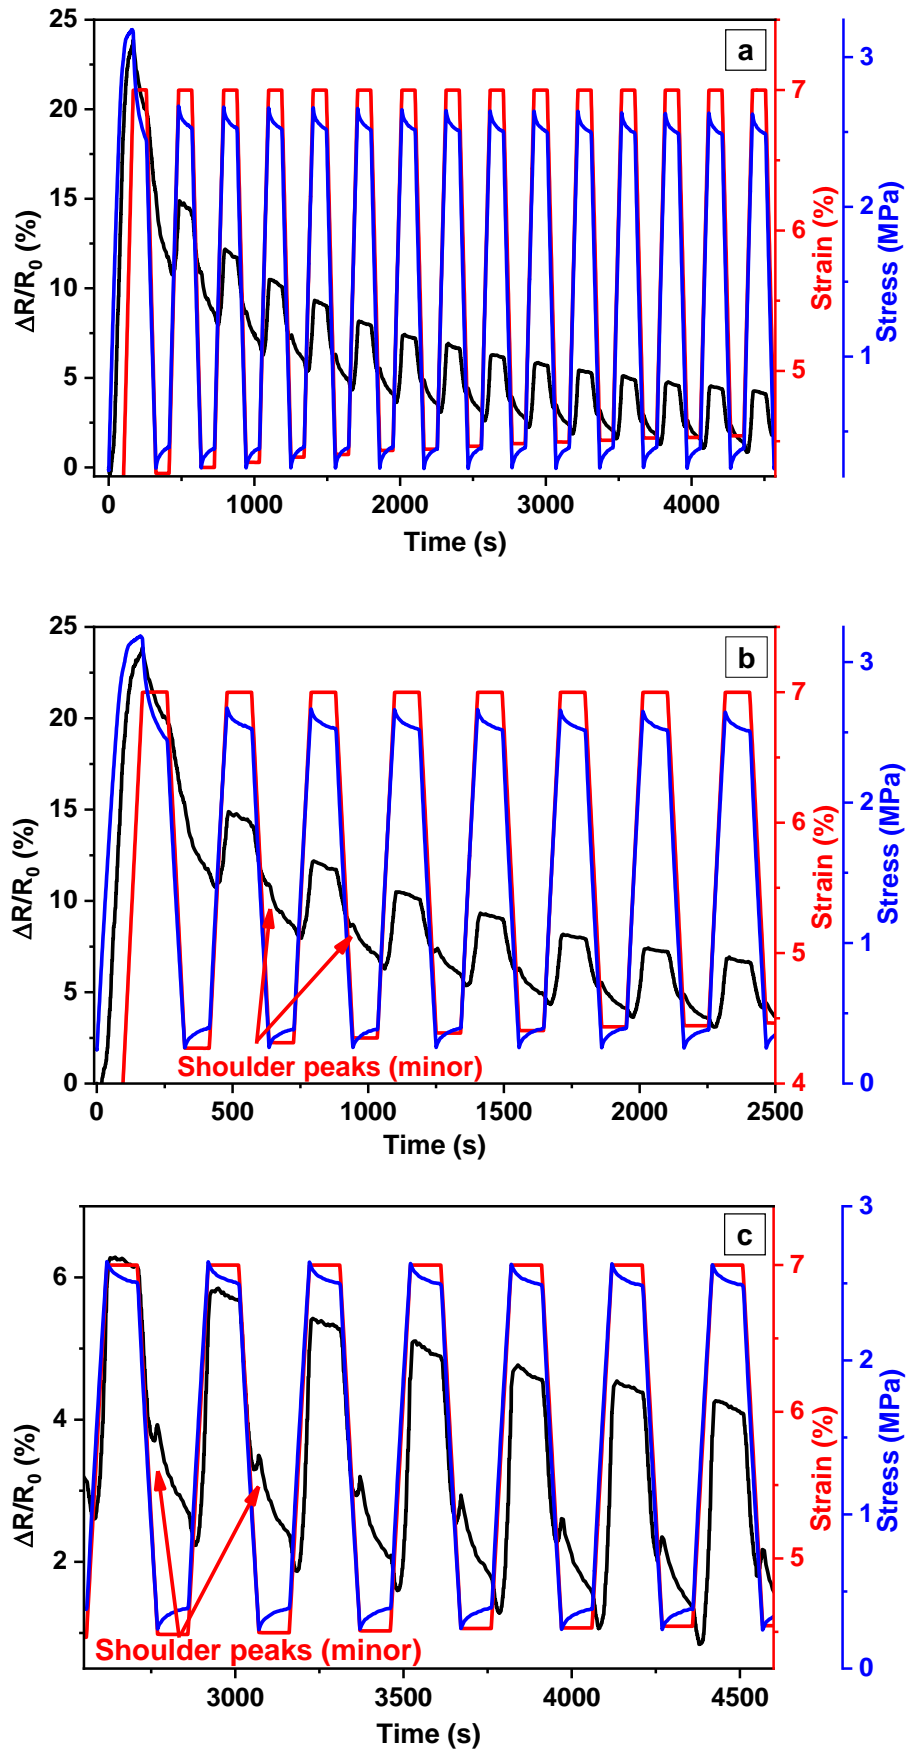 a
25
20
15
10
5
0
ΔR/R0 (%)
7
6
5
Strain (%)
3
2
1
Stress (MPa)
0 1000 2000 3000 4000
Time (s)
b
25
20
15
10
5
0
ΔR/R0 (%)
7
6
5
4
Strain (%)
3
2
1
0
Stress (MPa)
Shoulder peaks (minor)
0 500 1000 1500 2000 2500
Time (s)
c
6
4
2
ΔR/R0 (%)
7
6
5
Strain (%)
3
2
1
0
Stress (MPa)
Shoulder peaks (minor)
3000 3500 4000 4500
Time (s)